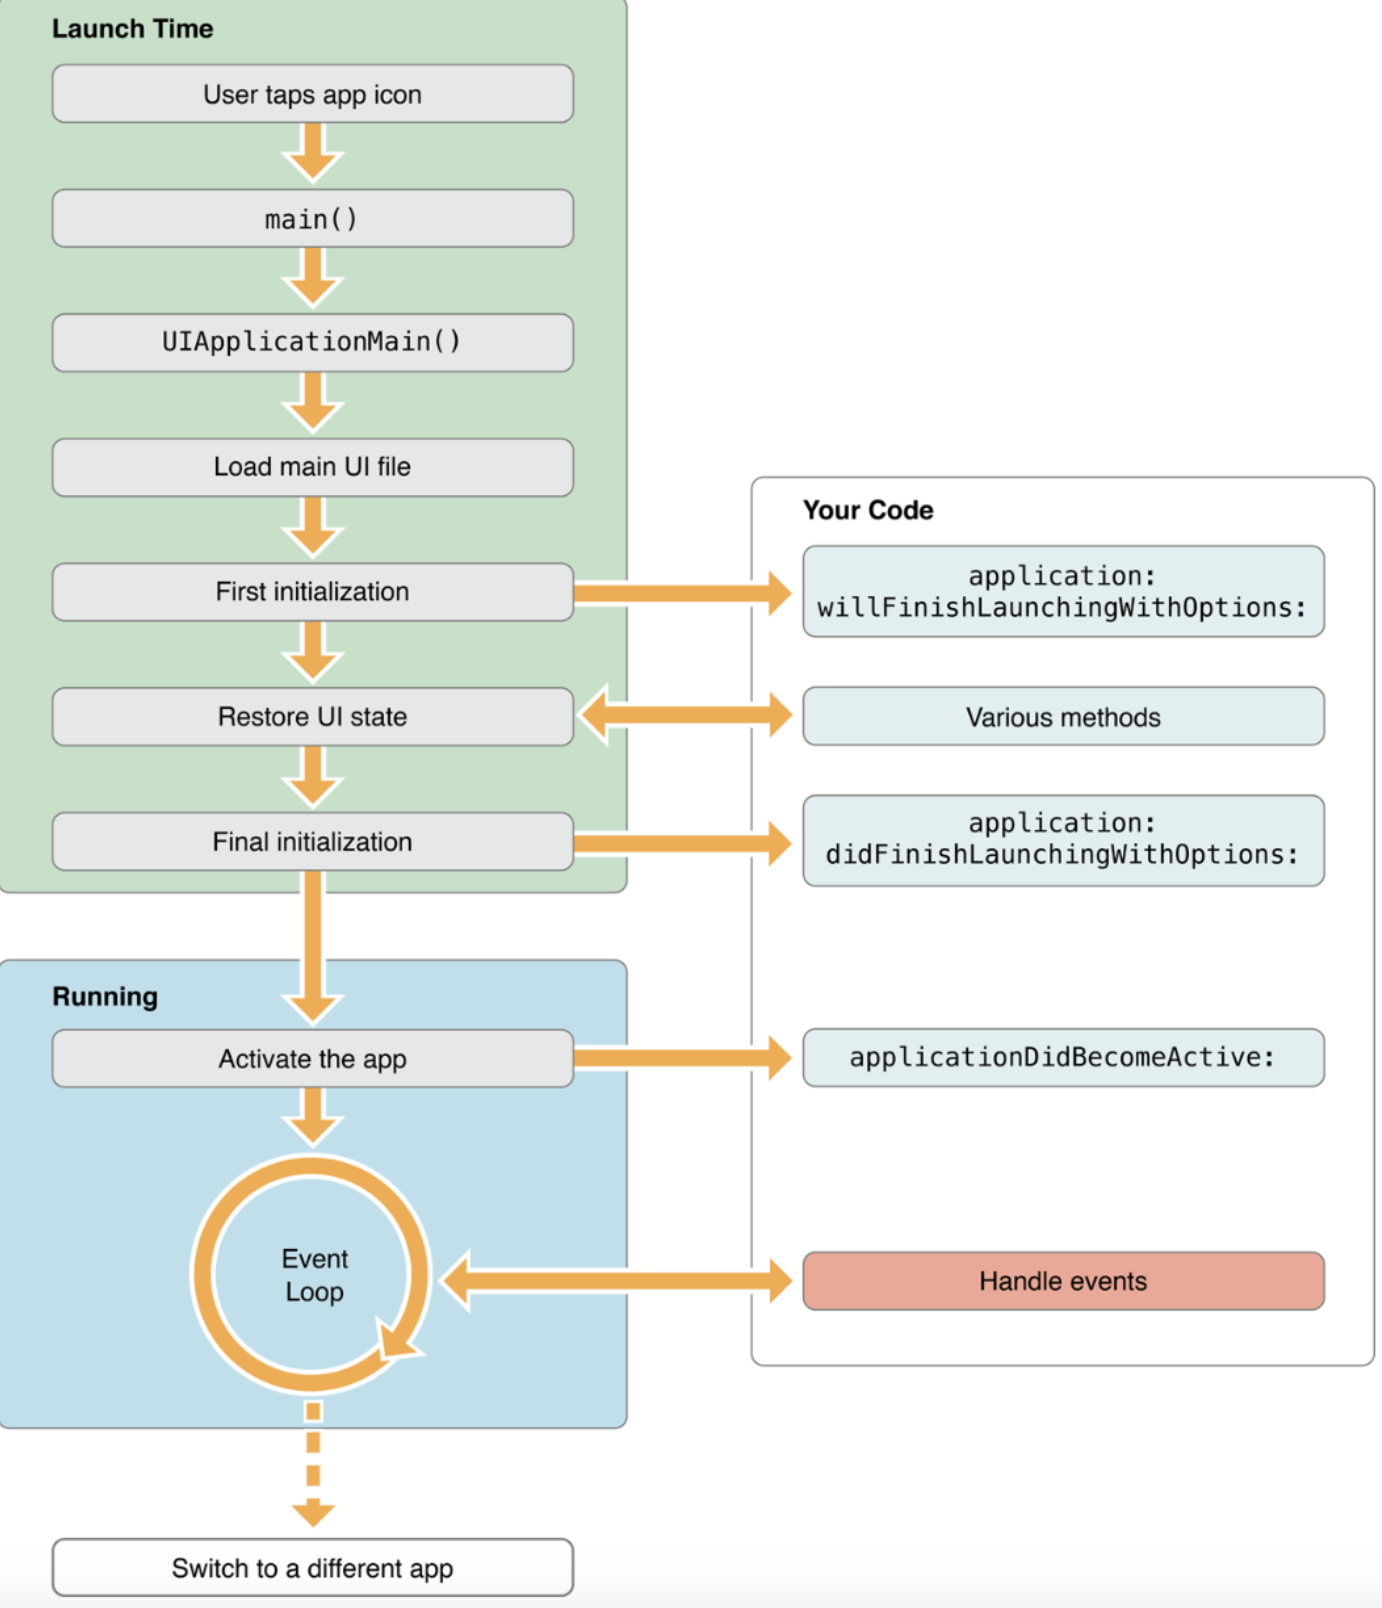 Launch Time
User taps app icon
main()
UIApplicationMain()
Load main UI file
First initialization
Restore UI state
Final initialization
Your Code
application:
willFinishLaunchingWithOptions:
Various methods
application:
didFinishLaunchingWithOptions:
Running
Activate the app
applicationDidBecomeActive:
Event
Loop
Handle events
Switch to a different app